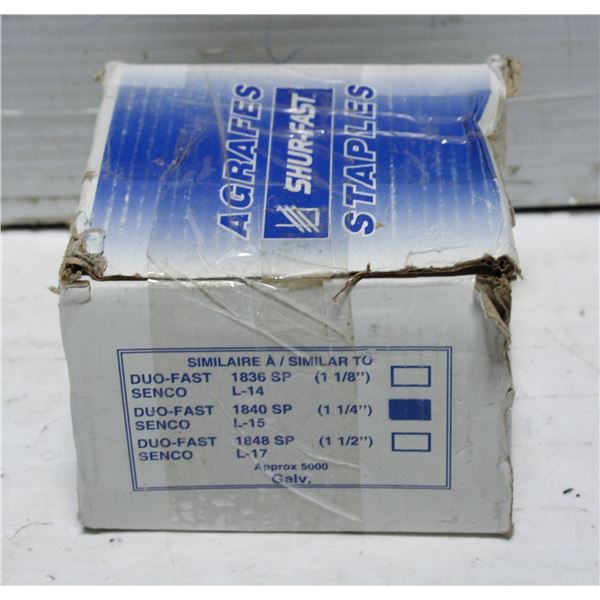 AGRAFES
SHUR-FAST
STAPLES
SIMILAIRE À / SIMILAR TO
DUO-FAST 1836 SP (1 1/8")
SENCO L-14
DUO-FAST 1840 SP (1 1/4")
SENCO L-15
DUO-FAST 1848 SP (1 1/2")
SENCO L-17
Approx 5000
Galv.